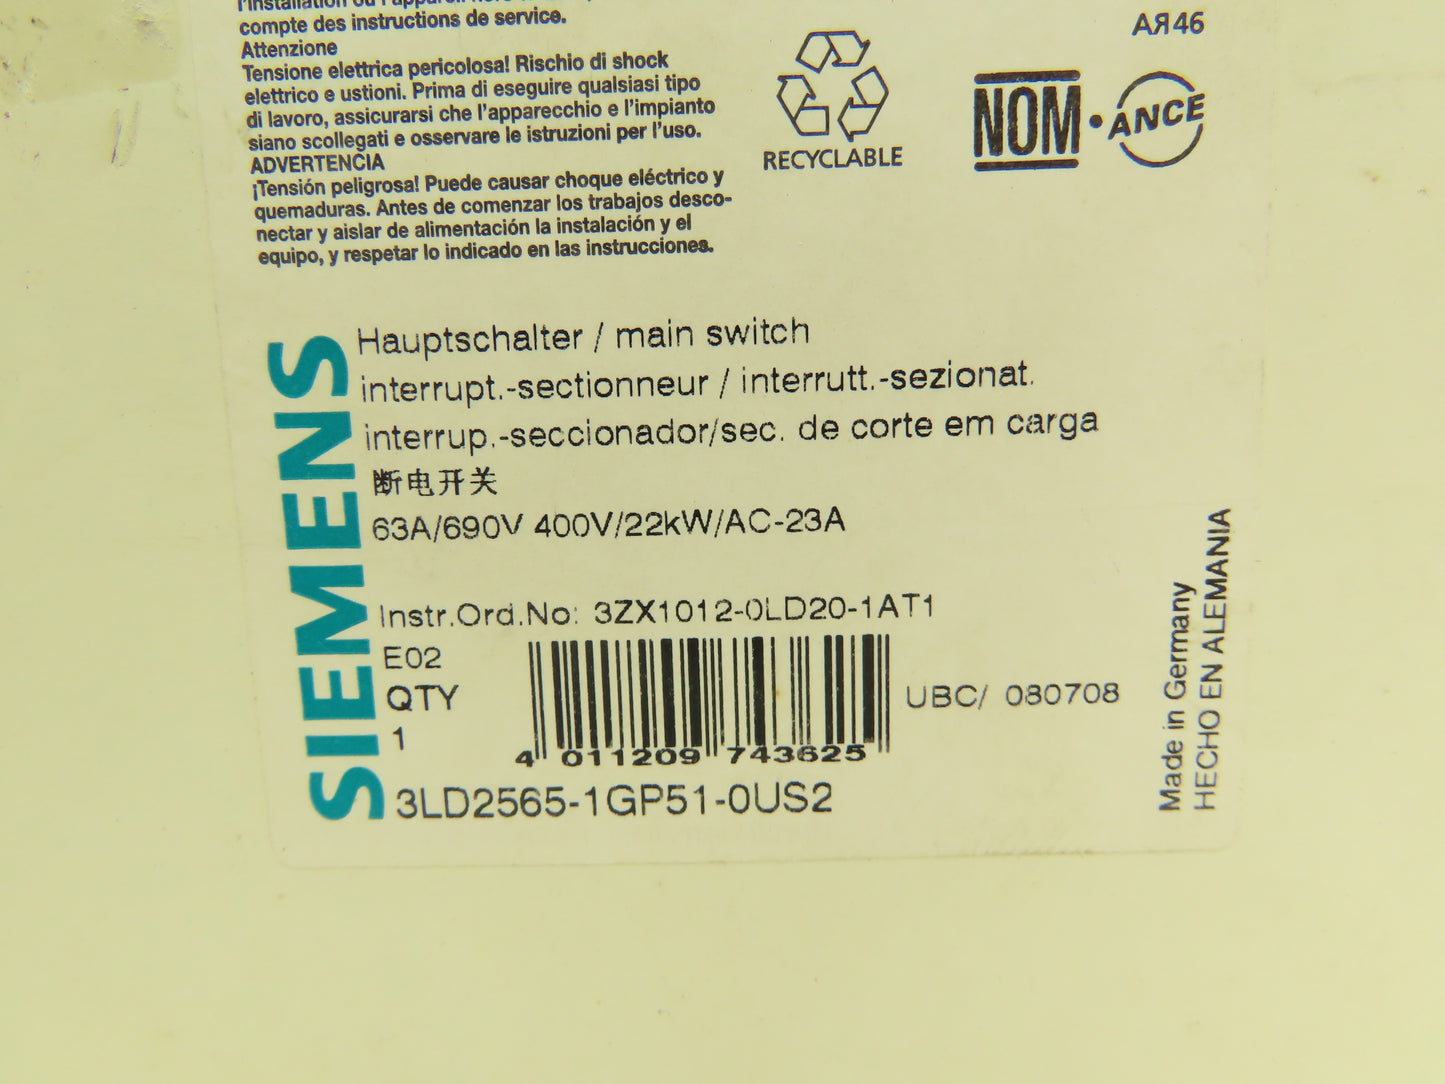 compte des instructions de service.
Attenzione
Tensione elettrica pericolosa! Rischio di shock
elettrico e ustioni. Prima di eseguire qualsiasi tipo
di lavoro, assicurarsi che l'apparecchio e l'impianto
siano scollegati e osservare le istruzioni per l'uso.
ADVERTENCIA
¡Tensión peligrosa! Puede causar choque eléctrico y
quemaduras. Antes de comenzar los trabajos desco-
nectar y aislar de alimentación la instalación y el
equipo, y respetar lo indicado en las instrucciones.
RECYCLABLE
AЯ46
NOM·ANCE
SIEMENS
Hauptschalter / main switch
interrupt.-sectionneur / interrutt.-sezionat.
interrup.-seccionador/sec. de corte em carga
断电开关
63A/690V 400V/22kW/AC-23A
Instr.Ord.No: 3ZX1012-0LD20-1AT1
E02
QTY
1
4 011209 743625
UBC/ 080708
3LD2565-1GP51-0US2
Made in Germany
HECHO EN ALEMANIA